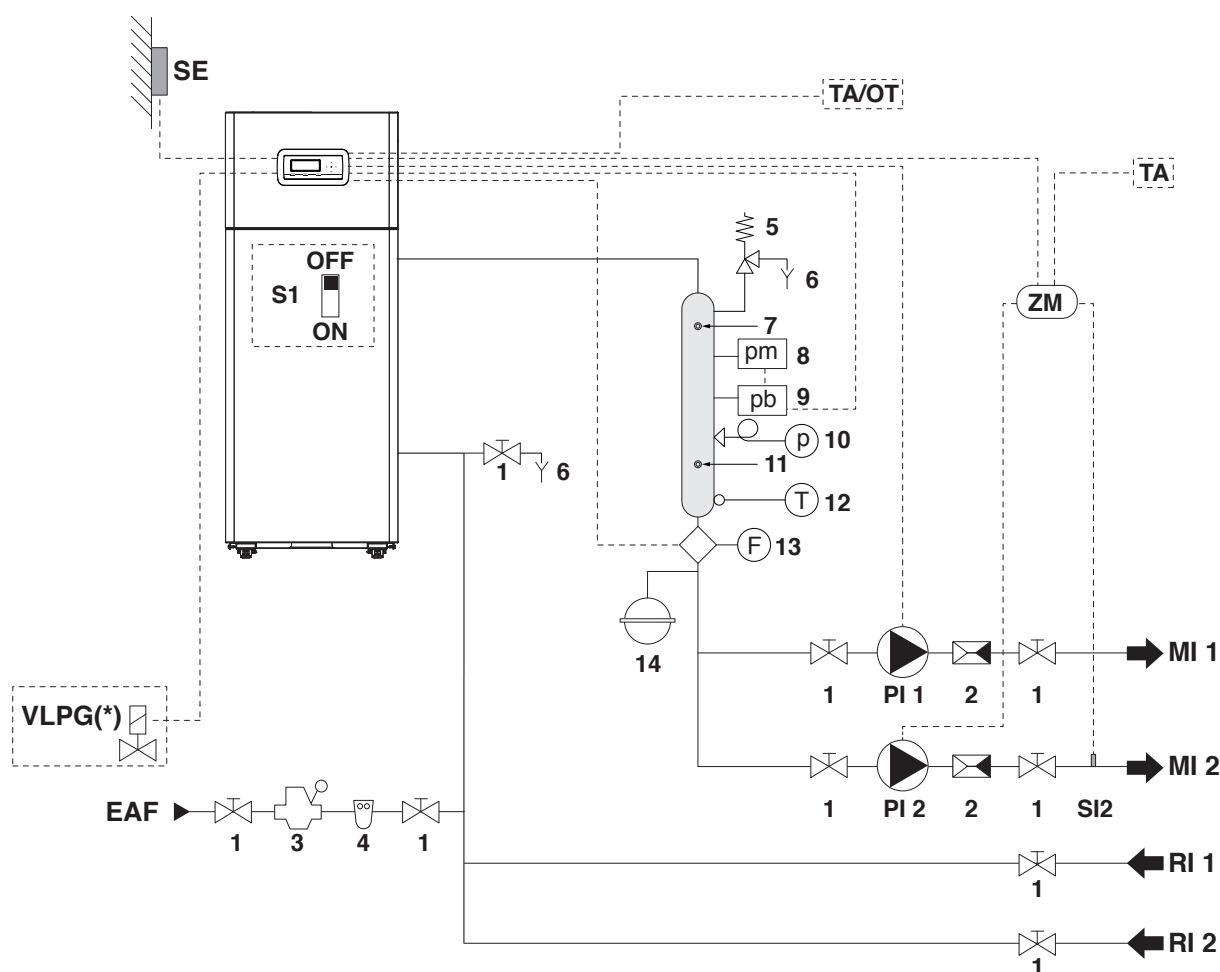 SE
TA/OT
TA
OFF
S1
ON
5
6
ZM
7
pm 8
pb 9
p 10
1 6
11
T 12
F 13
14
MI 1
1 PI 1 2 1
VLPG(*)
MI 2
1 PI 2 2 1 SI2
EAF
1 3 4 1
RI 1
1
RI 2
1